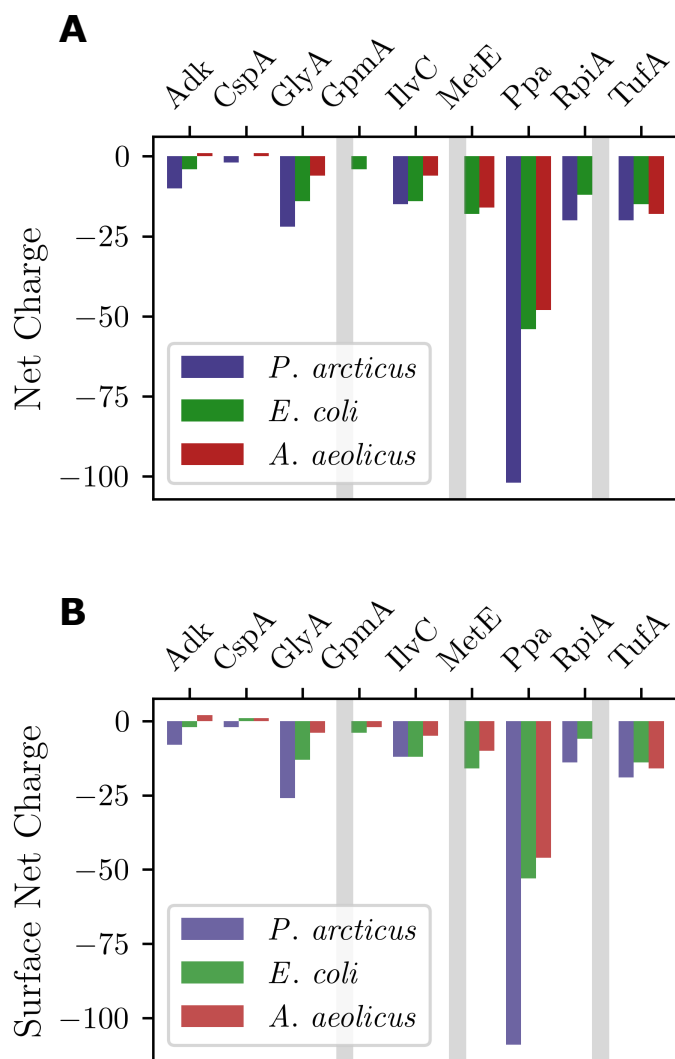 A
Adk CspA GlyA GpmA IlvC MetE Ppa RpiA TufA
0
−25
−50
−75
−100
Net Charge
P. arcticus
E. coli
A. aeolicus
B
Adk CspA GlyA GpmA IlvC MetE Ppa RpiA TufA
0
−25
−50
−75
−100
Surface Net Charge
P. arcticus
E. coli
A. aeolicus